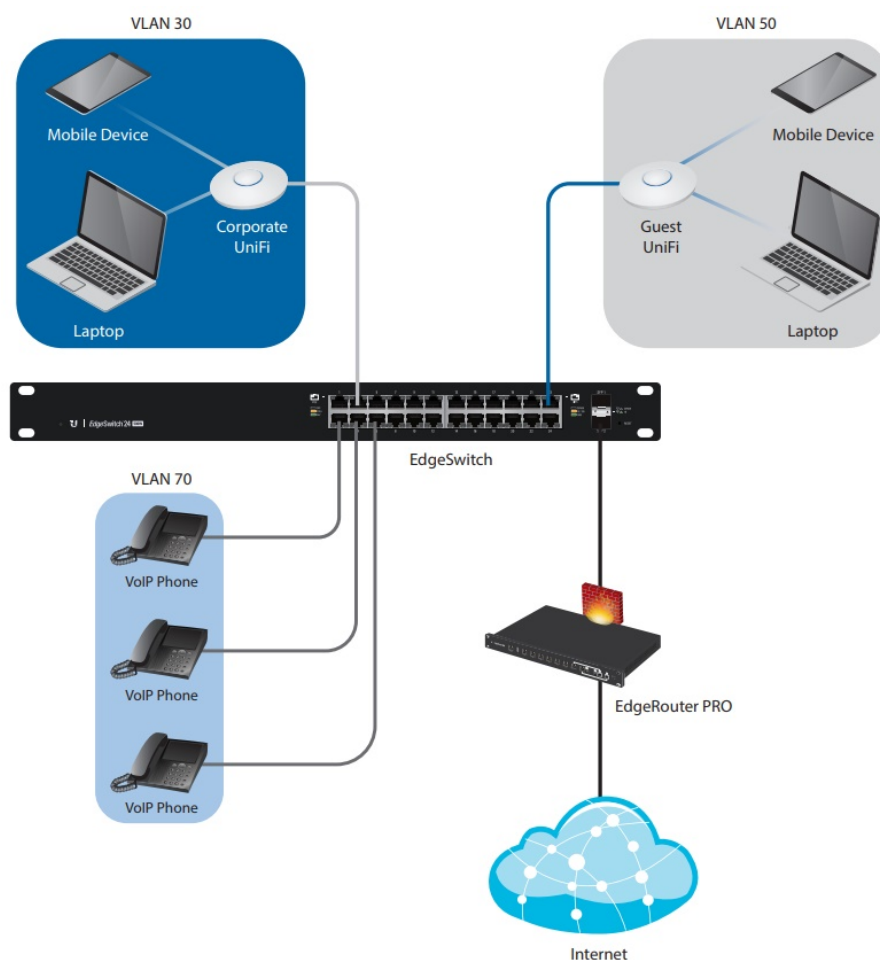 VLAN 30
VLAN 50
Mobile Device
Mobile Device
Corporate
UniFi
Guest
UniFi
Laptop
Laptop
EdgeSwitch 24
EdgeSwitch
VLAN 70
VoIP Phone
VoIP Phone
VoIP Phone
EdgeRouter PRO
Internet